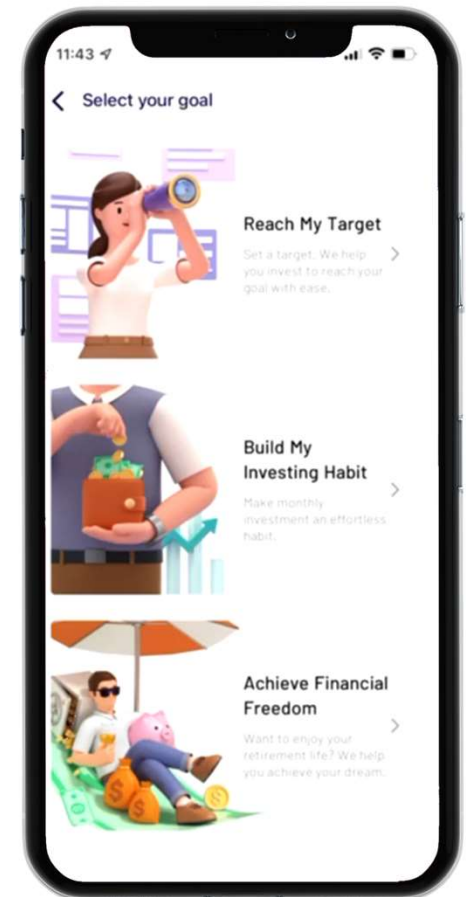 11:43
Select your goal
Reach My Target
Set a target. We help
you invest to reach your
goal with ease.
Build My
Investing Habit
Make monthly
investment an effortless
habit.
Achieve Financial
Freedom
Want to enjoy your
retirement life? We help
you achieve your dream.